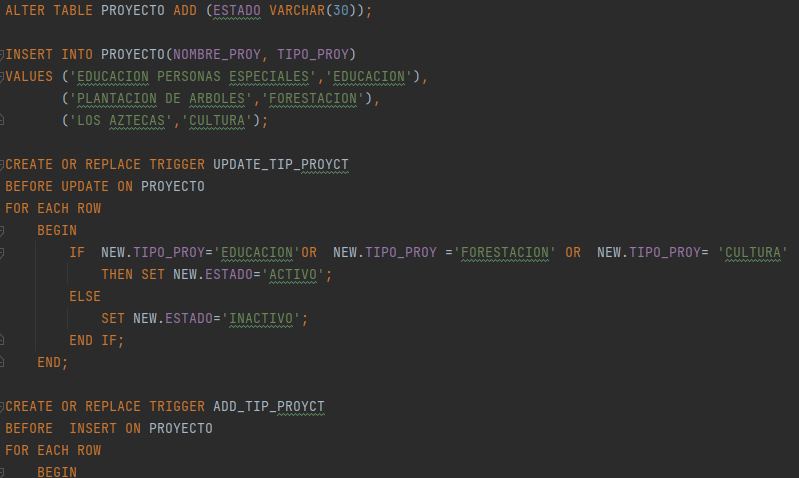 ALTER TABLE PROYECTO ADD (ESTADO VARCHAR(30));
INSERT INTO PROYECTO(NOMBRE_PROY, TIPO_PROY)
VALUES ('EDUCACION PERSONAS ESPECIALES','EDUCACION'),
('PLANTACION DE ARBOLES','FORESTACION'),
('LOS AZTECAS','CULTURA');
CREATE OR REPLACE TRIGGER UPDATE_TIP_PROYCT
BEFORE UPDATE ON PROYECTO
FOR EACH ROW
BEGIN
IF  NEW.TIPO_PROY='EDUCACION'OR  NEW.TIPO_PROY ='FORESTACION' OR  NEW.TIPO_PROY= 'CULTURA'
THEN SET NEW.ESTADO='ACTIVO';
ELSE
SET NEW.ESTADO='INACTIVO';
END IF;
END;
CREATE OR REPLACE TRIGGER ADD_TIP_PROYCT
BEFORE  INSERT ON PROYECTO
FOR EACH ROW
BEGIN